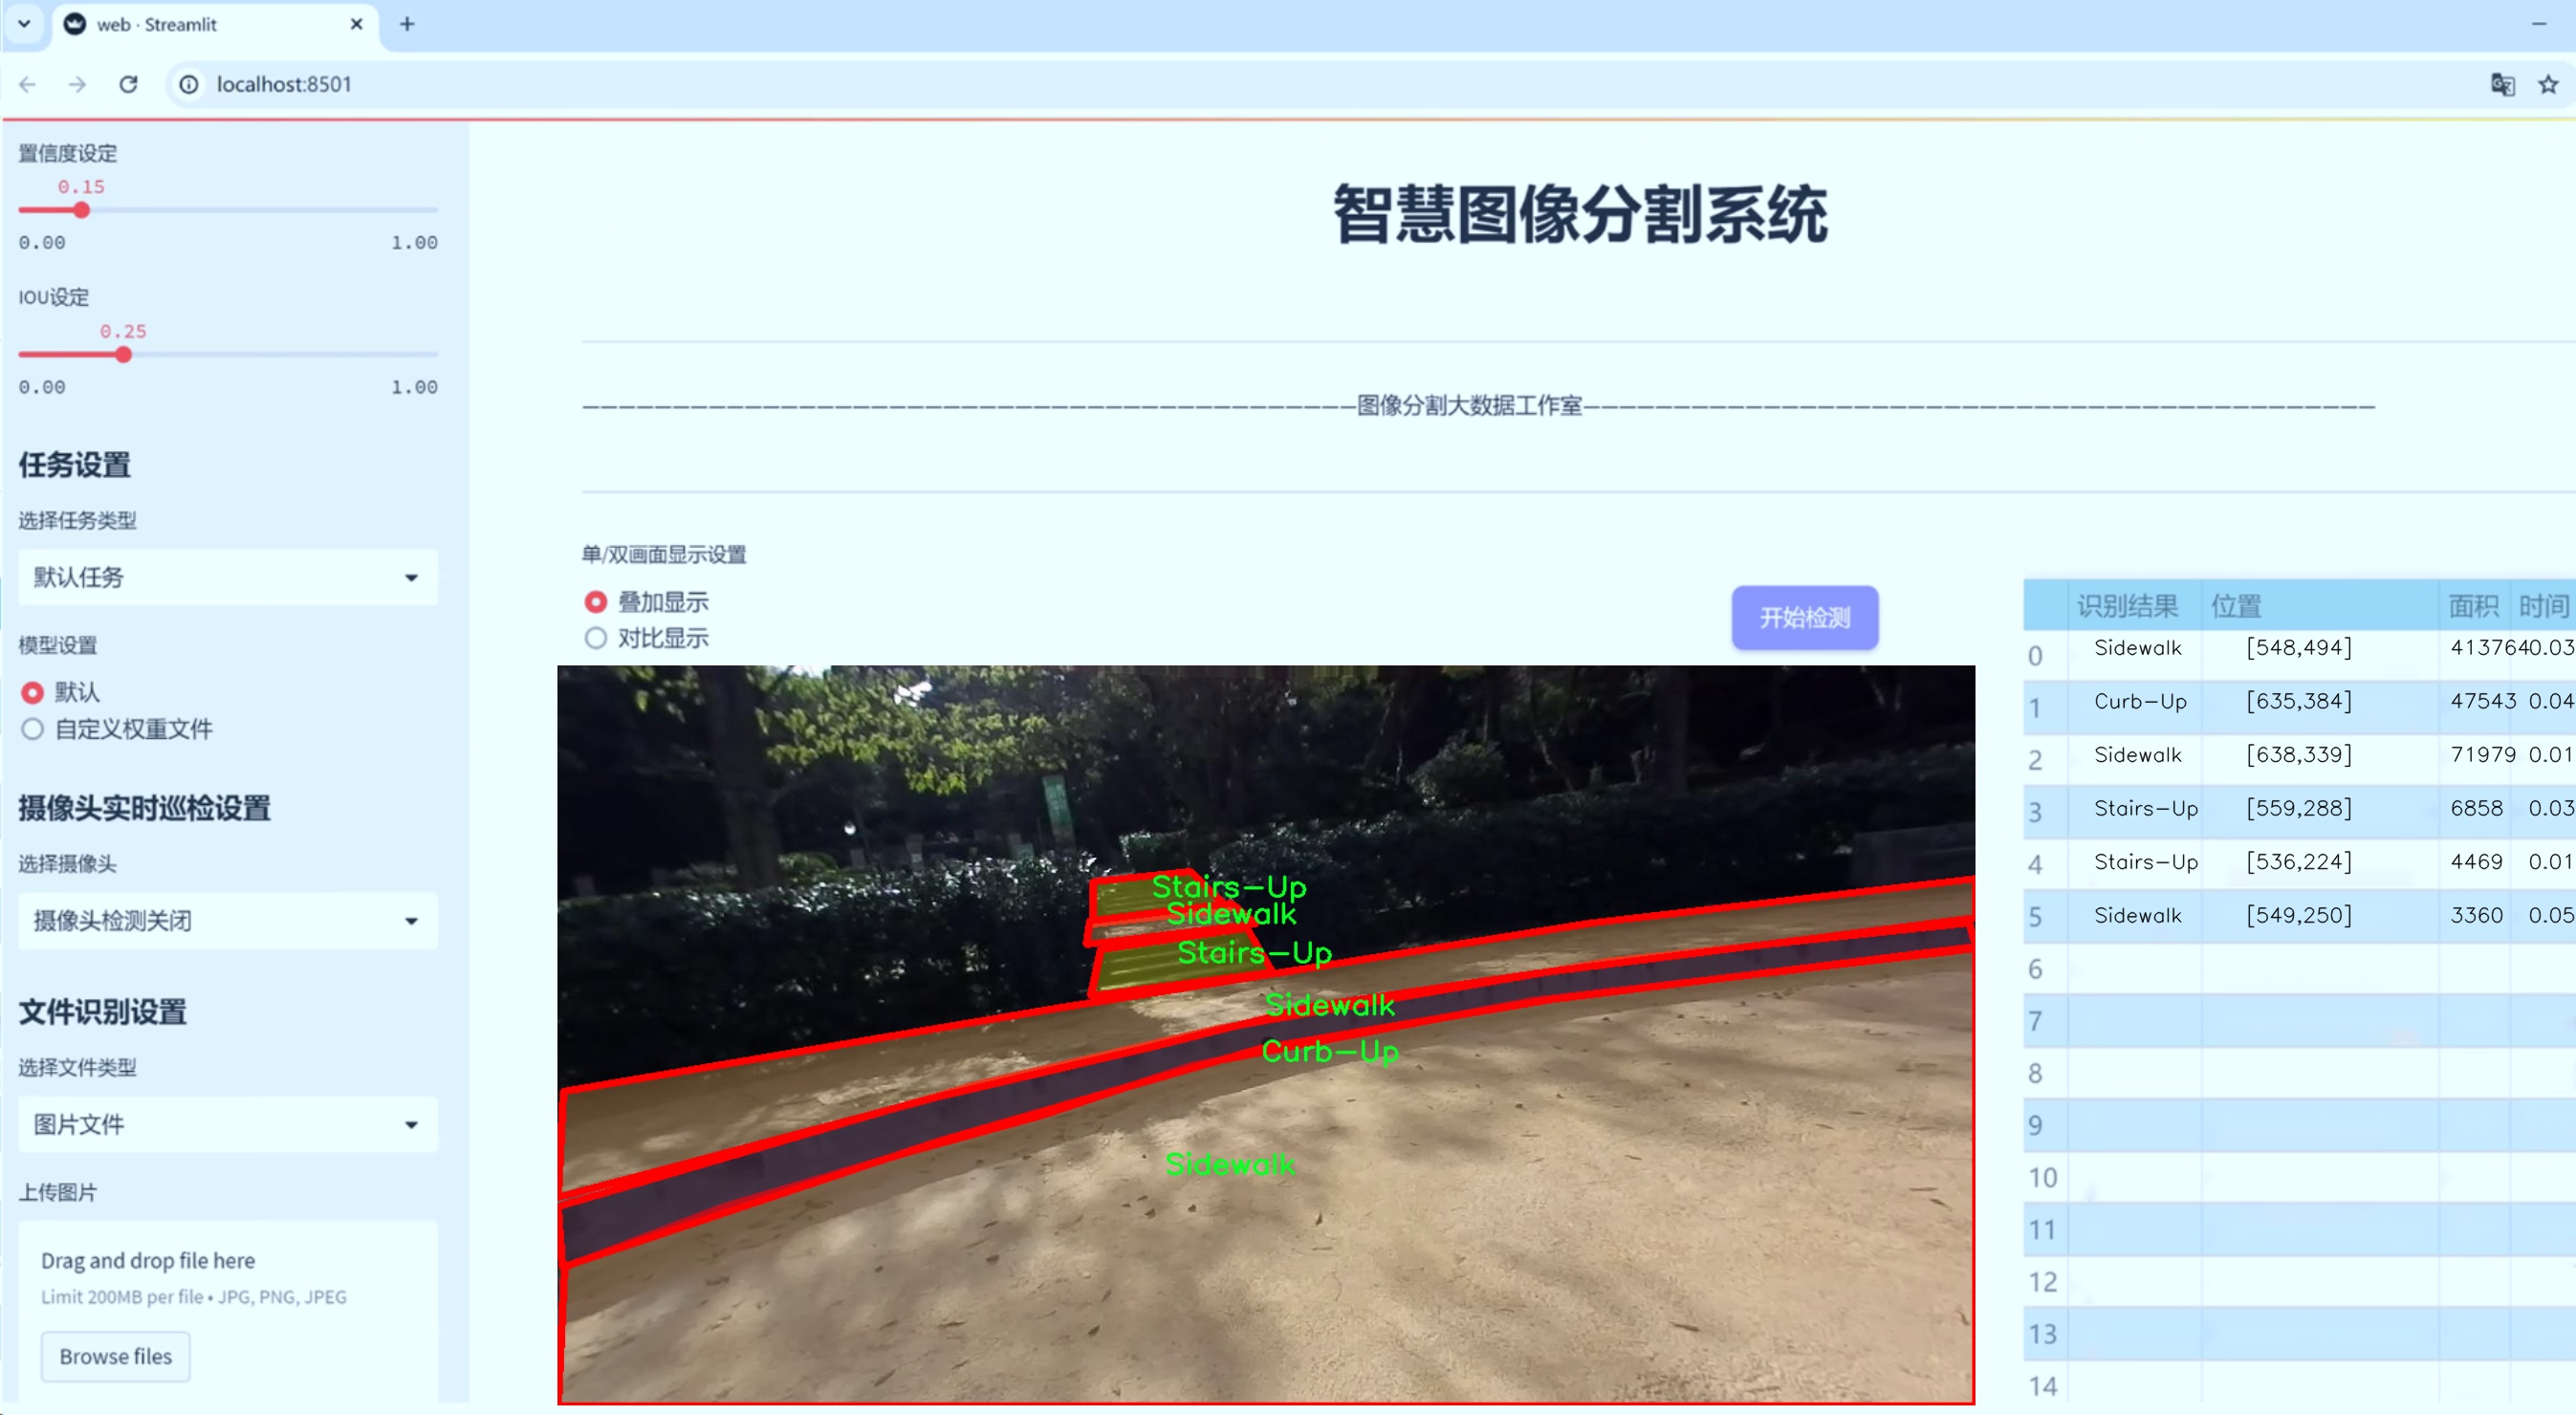 web · Streamlit
localhost:8501
置信度设定
0.15
0.00 1.00
IOU设定
0.25
0.00 1.00
任务设置
选择任务类型
默认任务
模型设置
默认
自定义权重文件
摄像头实时巡检设置
选择摄像头
摄像头检测关闭
文件识别设置
选择文件类型
图片文件
上传图片
Drag and drop file here
Limit 200MB per file • JPG, PNG, JPEG
Browse files
智慧图像分割系统
图像分割大数据工作室
单/双画面显示设置
叠加显示
对比显示
开始检测
Stairs-Up
Sidewalk
Stairs-Up
Sidewalk
Curb-Up
Sidewalk
识别结果 位置 面积 时间
0 Sidewalk [548,494] 413764 0.03
1 Curb-Up [635,384] 47543 0.04
2 Sidewalk [638,339] 71979 0.01
3 Stairs-Up [559,288] 6858 0.03
4 Stairs-Up [536,224] 4469 0.01
5 Sidewalk [549,250] 3360 0.05
6
7
8
9
10
11
12
13
14